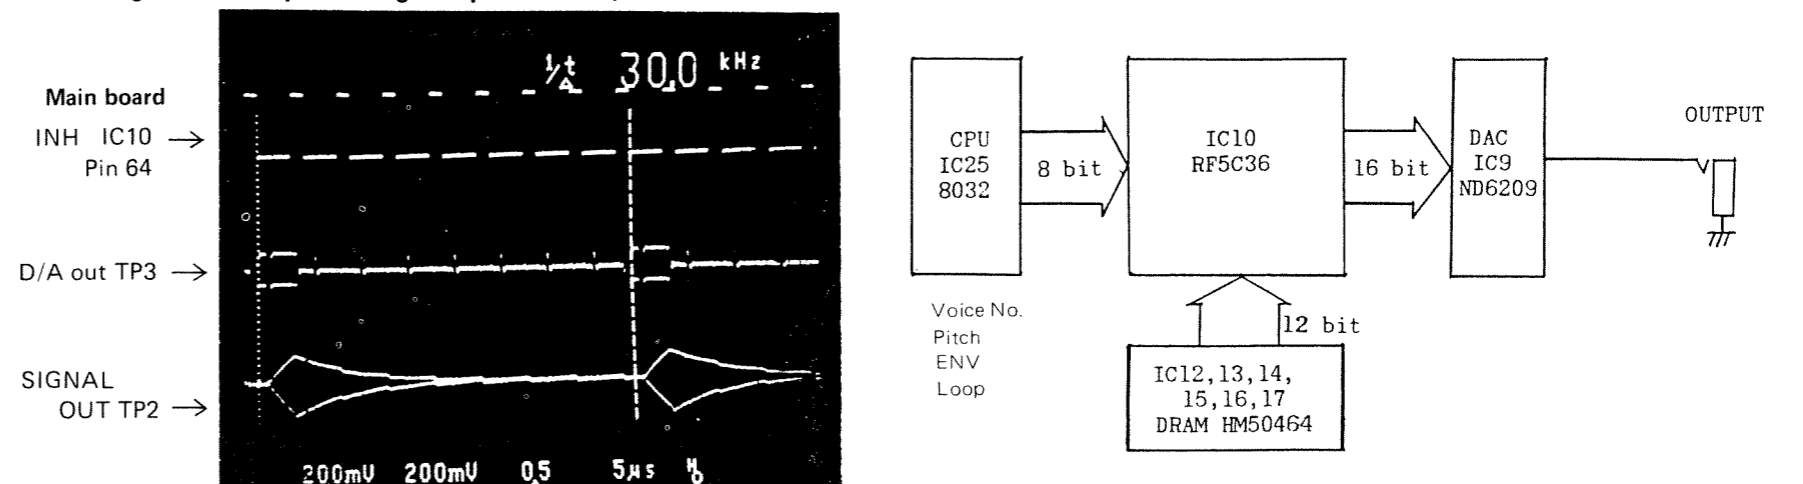 Main board
INH IC10 →
Pin 64
D/A out TP3 →
SIGNAL
OUT TP2 →
1/t 30.0 kHz
Δ
200mV 200mV 0.5 5μs
CPU
IC25
8032
8 bit
IC10
RF5C36
16 bit
DAC
IC9
ND6209
OUTPUT
Voice No.
Pitch
ENV
Loop
12 bit
IC12,13,14,
15,16,17
DRAM HM50464